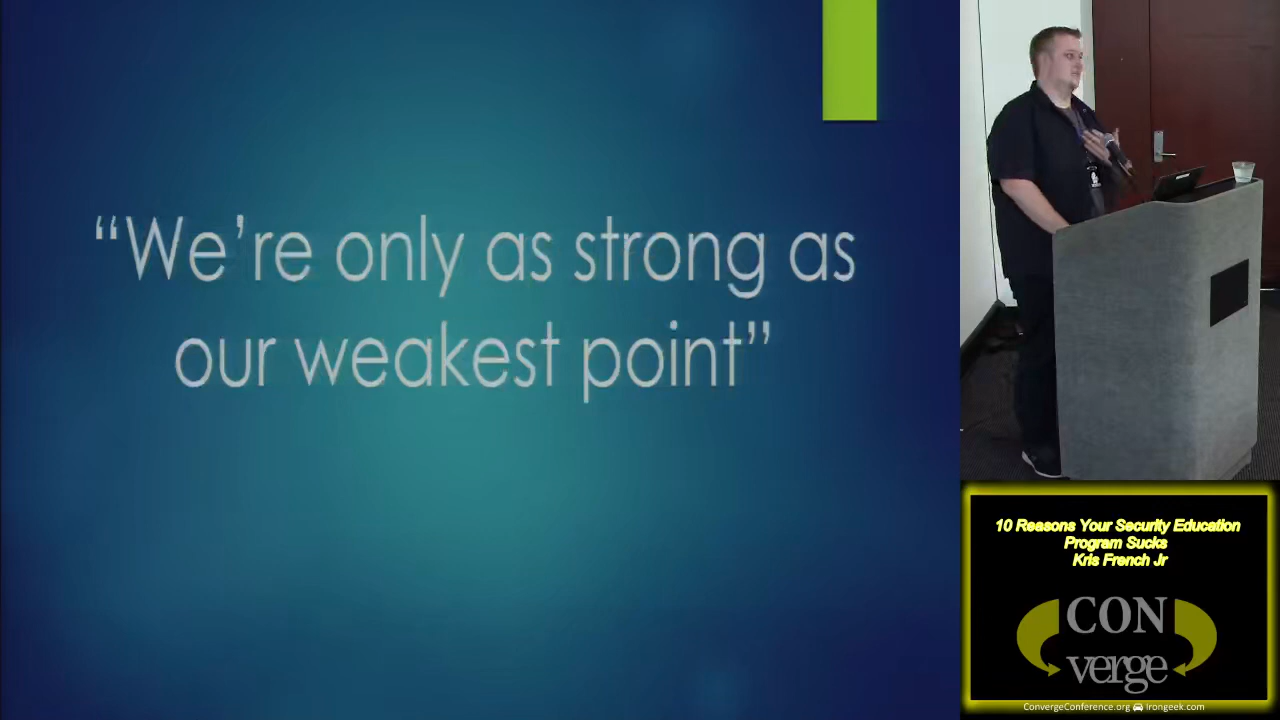 “We’re only as strong as
our weakest point”
10 Reasons Your Security Education
Program Sucks
Kris French Jr
CON
verge
ConvergeConference.org Irongeek.com